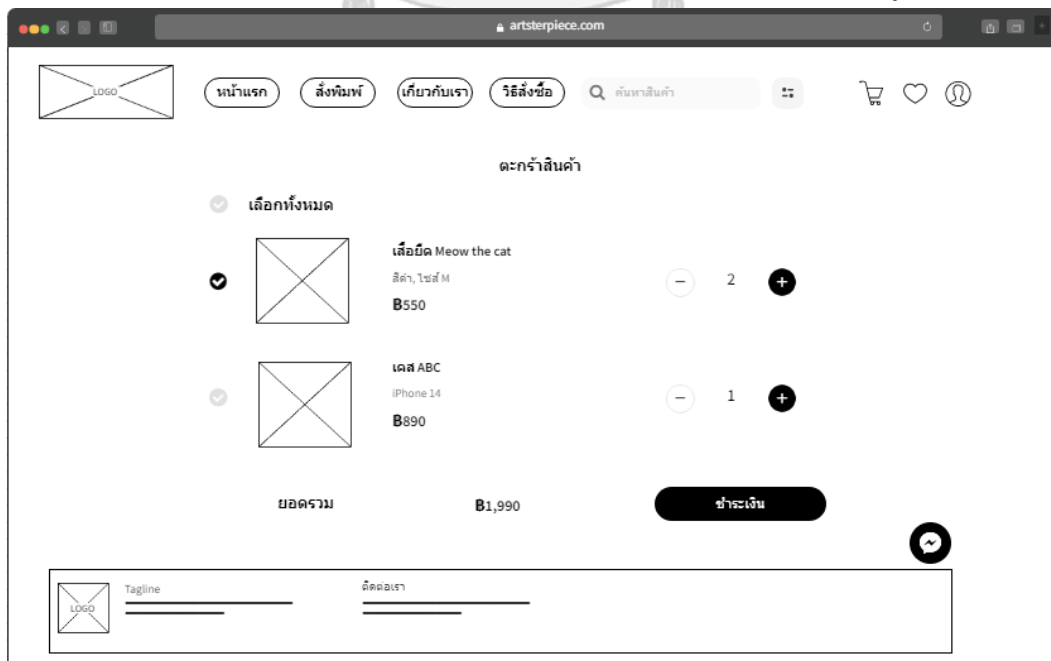 artsterpiece.com
LOGO หน้าแรก สั่งพิมพ์ เกี่ยวกับเรา วิธีสั่งซื้อ ค้นหาสินค้า
ตะกร้าสินค้า
เลือกทั้งหมด
เสื้อยืด Meow the cat
สีดำ, ไซส์ M
2
฿550
เคส ABC
iPhone 14
1
฿890
ยอดรวม ฿1,990 ชำระเงิน
Tagline ติดต่อเรา
LOGO